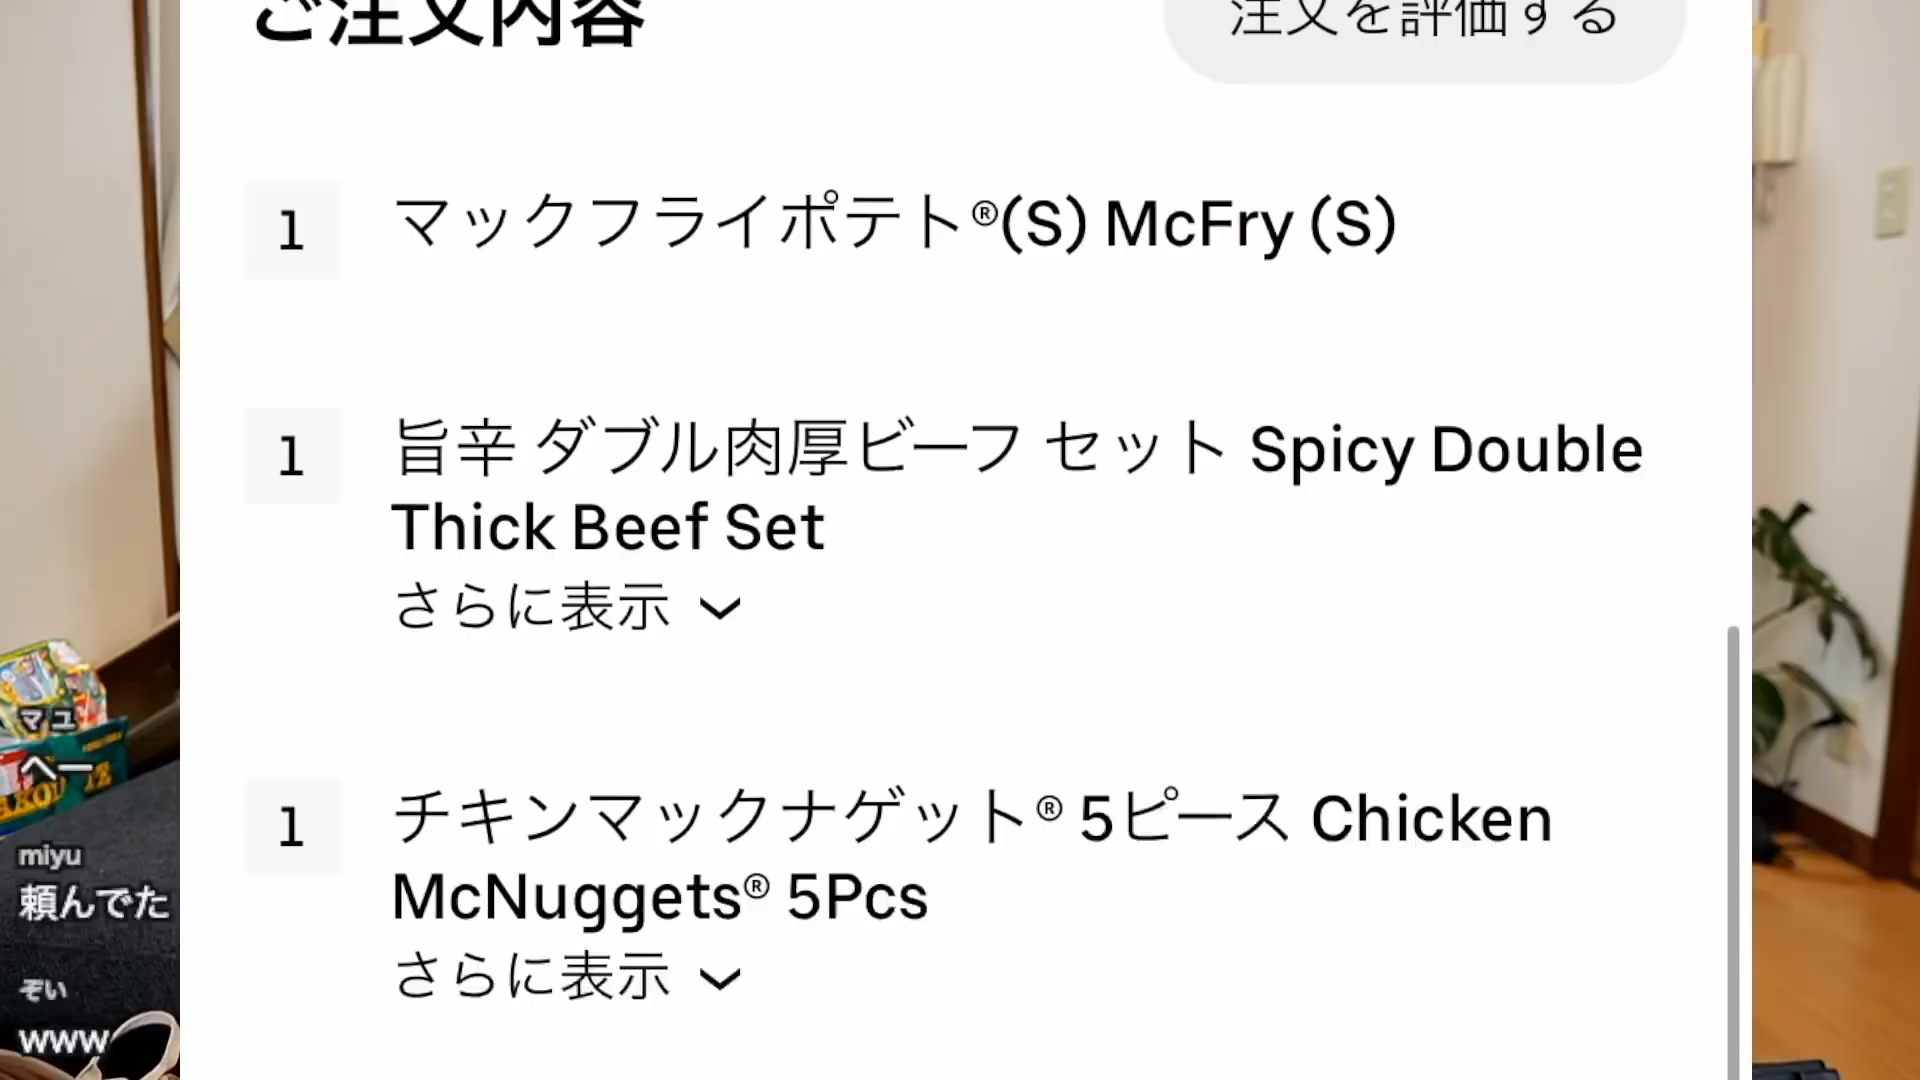 ご注文内容
注文を評価する
1
マックフライポテト®(S) McFry (S)
1
旨辛 ダブル肉厚ビーフ セット Spicy Double
Thick Beef Set
さらに表示
1
チキンマックナゲット® 5ピース Chicken
McNuggets® 5Pcs
さらに表示
マユ
へー
miyu
頼んでた
ぞい
www